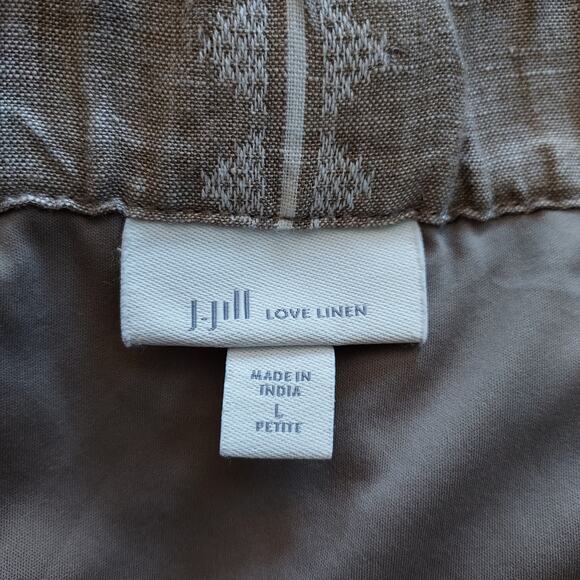 J.Jill LOVE LINEN
MADE IN
INDIA
L
PETITE